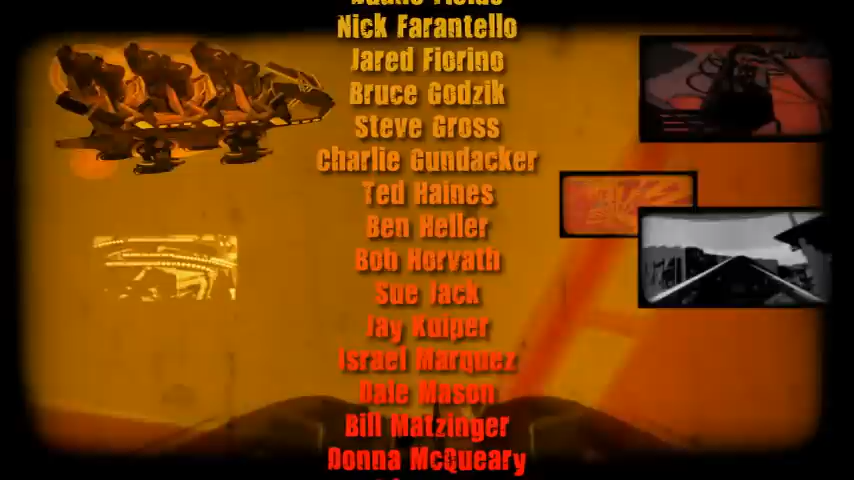 Nick Farantello
Jared Fiorino
Bruce Godzik
Steve Gross
Charlie Gundacker
Ted Haines
Ben Heller
Bob Horvath
Sue Jack
Jay Kuiper
Israel Marquez
Dale Mason
Bill Matzinger
Donna McQueary